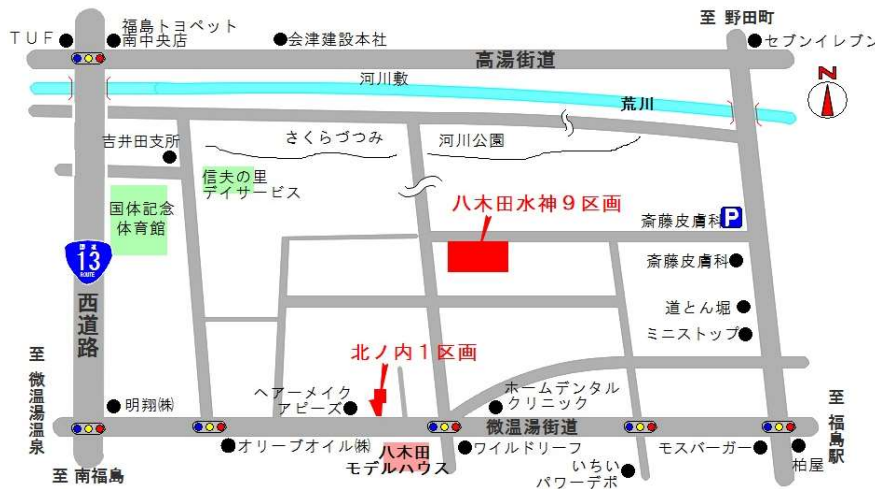 至 野田町
福島トヨペット
南中央店
TUF
会津建設本社
セブンイレブン
高湯街道
河川敷
荒川
N
吉井田支所
さくらづつみ
河川公園
信夫の里
デイサービス
国体記念
体育館
八木田水神9区画
斎藤皮膚科
P
国道
13
ROUTE
斎藤皮膚科
西道路
道とん堀
ミニストップ
北ノ内1区画
至 微温湯温泉
明翔㈱
ヘアーメイク
アピーズ
ホームデンタル
クリニック
至 福島駅
微温湯街道
オリーブオイル㈱
八木田
モデルハウス
ワイルドリーフ
モスバーガー
柏屋
いちい
パワーデポ
至 南福島